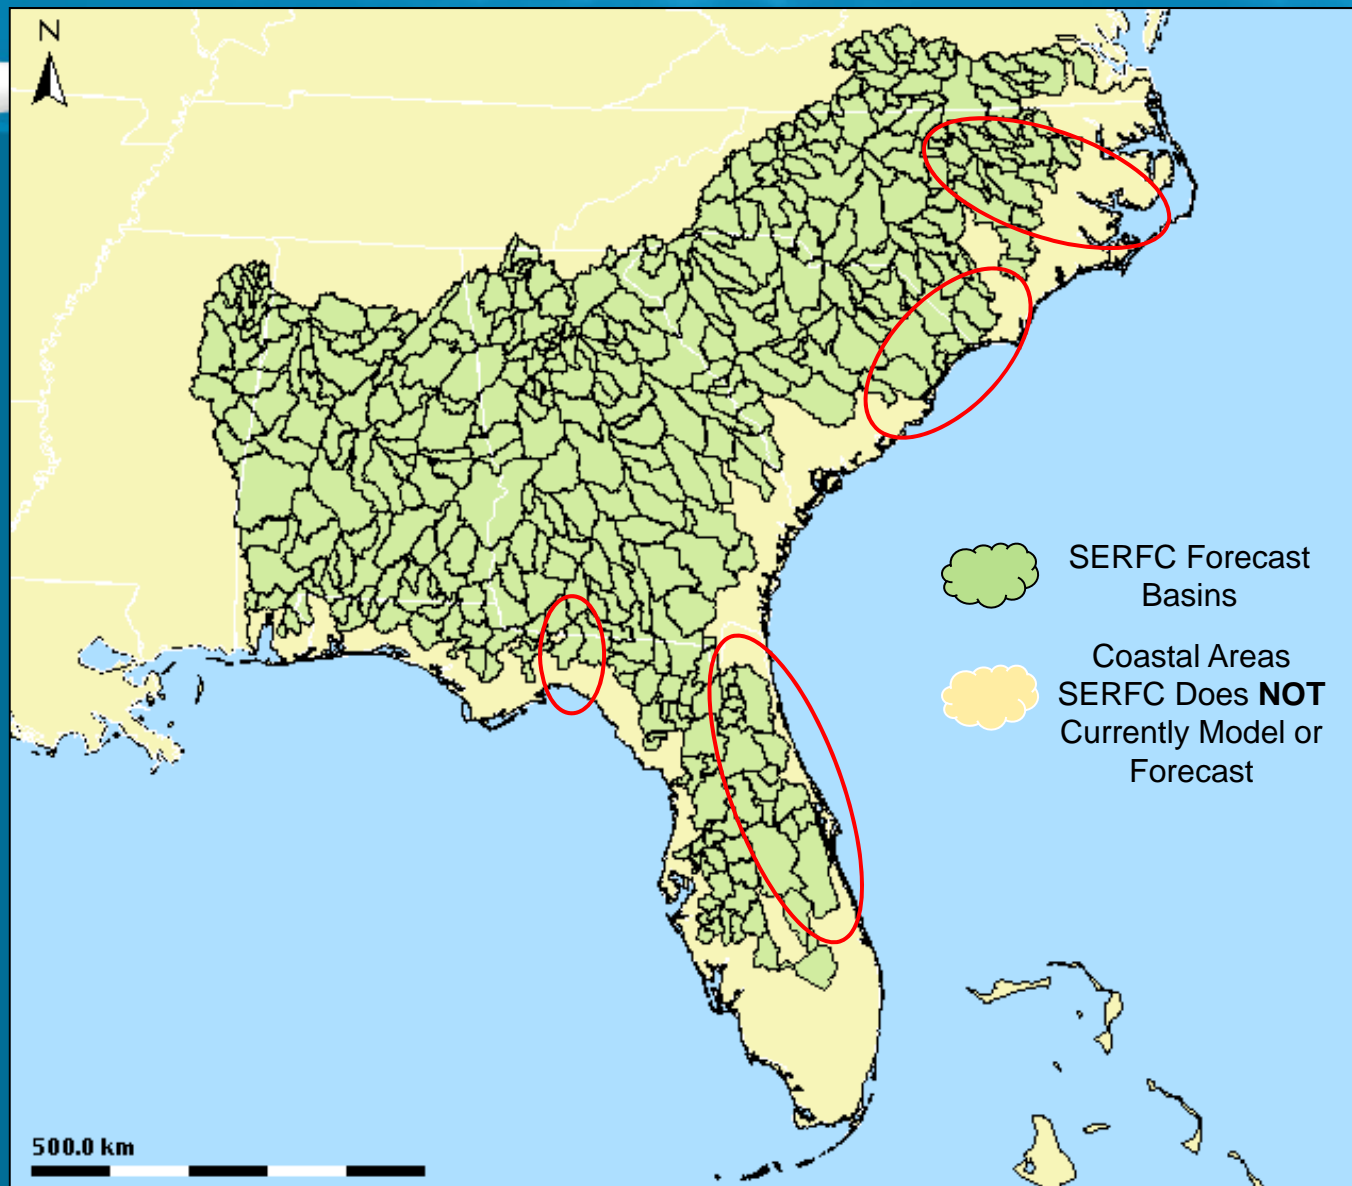 N
SERFC Forecast
Basins
Coastal Areas
SERFC Does NOT
Currently Model or
Forecast
500.0 km